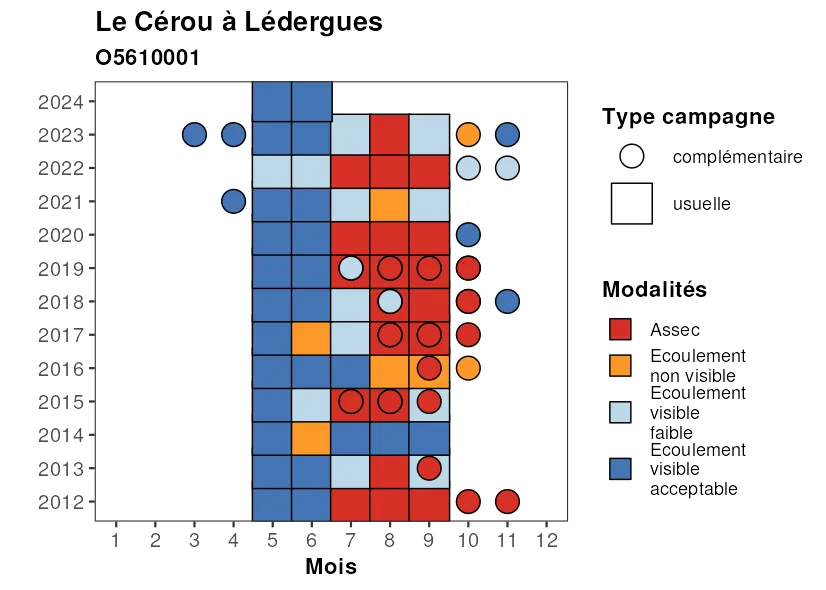 Le Cérou à Lédergues
O5610001
2024
2023
2022
2021
2020
2019
2018
2017
2016
2015
2014
2013
2012
1 2 3 4 5 6 7 8 9 10 11 12
Mois
Type campagne
complémentaire
usuelle
Modalités
Assec
Ecoulement
non visible
Ecoulement
visible
faible
Ecoulement
visible
acceptable